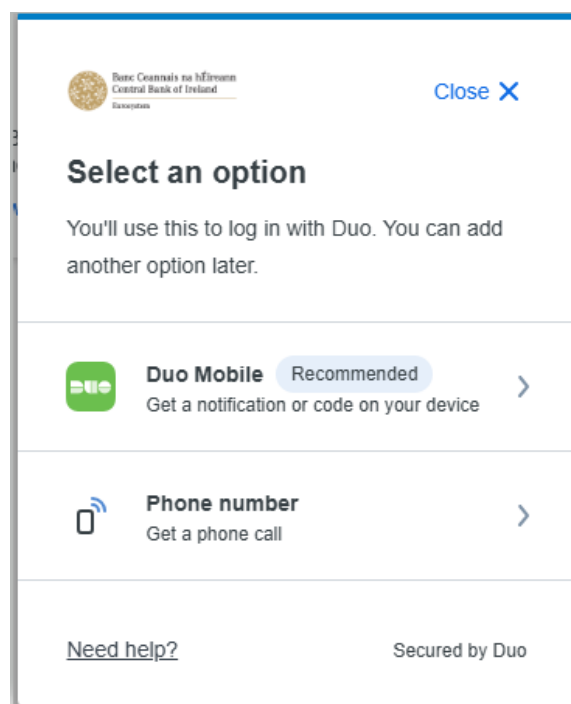 Banc Ceannais na hÉireann
Central Bank of Ireland
Eurosystem
Close
Select an option
You'll use this to log in with Duo. You can add
another option later.
Duo Mobile Recommended
Get a notification or code on your device
Phone number
Get a phone call
Need help?
Secured by Duo